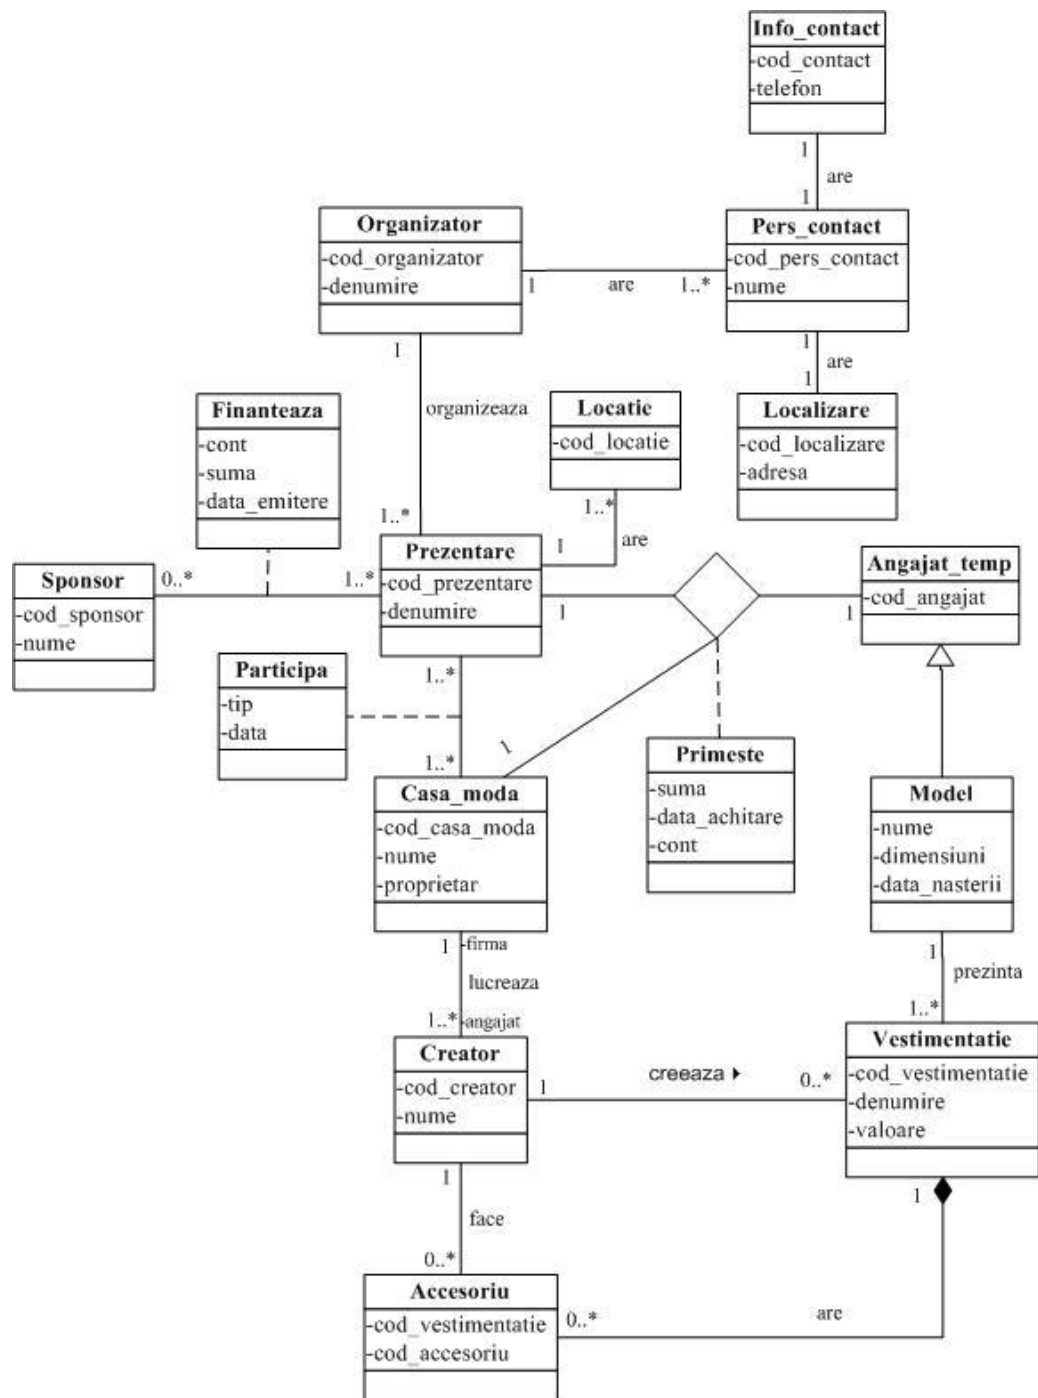 Info_contact
-cod_contact
-telefon
1
are
1
Organizator
-cod_organizator
-denumire
Pers_contact
-cod_pers_contact
-nume
1
are
1..*
1
1
are
1
organizeaza
Finanteaza
-cont
-suma
-data_emitere
Locatie
-cod_locatie
Localizare
-cod_localizare
-adresa
1..*
1..*
1
are
Sponsor
-cod_sponsor
-nume
0..*
1..*
Prezentare
-cod_prezentare
-denumire
1
1
Angajat_temp
-cod_angajat
Participa
-tip
-data
1..*
1..*
1
Primeste
-suma
-data_achitare
-cont
Casa_moda
-cod_casa_moda
-nume
-proprietar
Model
-nume
-dimensiuni
-data_nasterii
1
-firma
lucreaza
1..*
-angajat
1
prezinta
1..*
Creator
-cod_creator
-nume
1
creeaza
0..*
Vestimentatie
-cod_vestimentatie
-denumire
-valoare
1
face
0..*
1
Accesoriu
-cod_vestimentatie
-cod_accesoriu
0..*
are